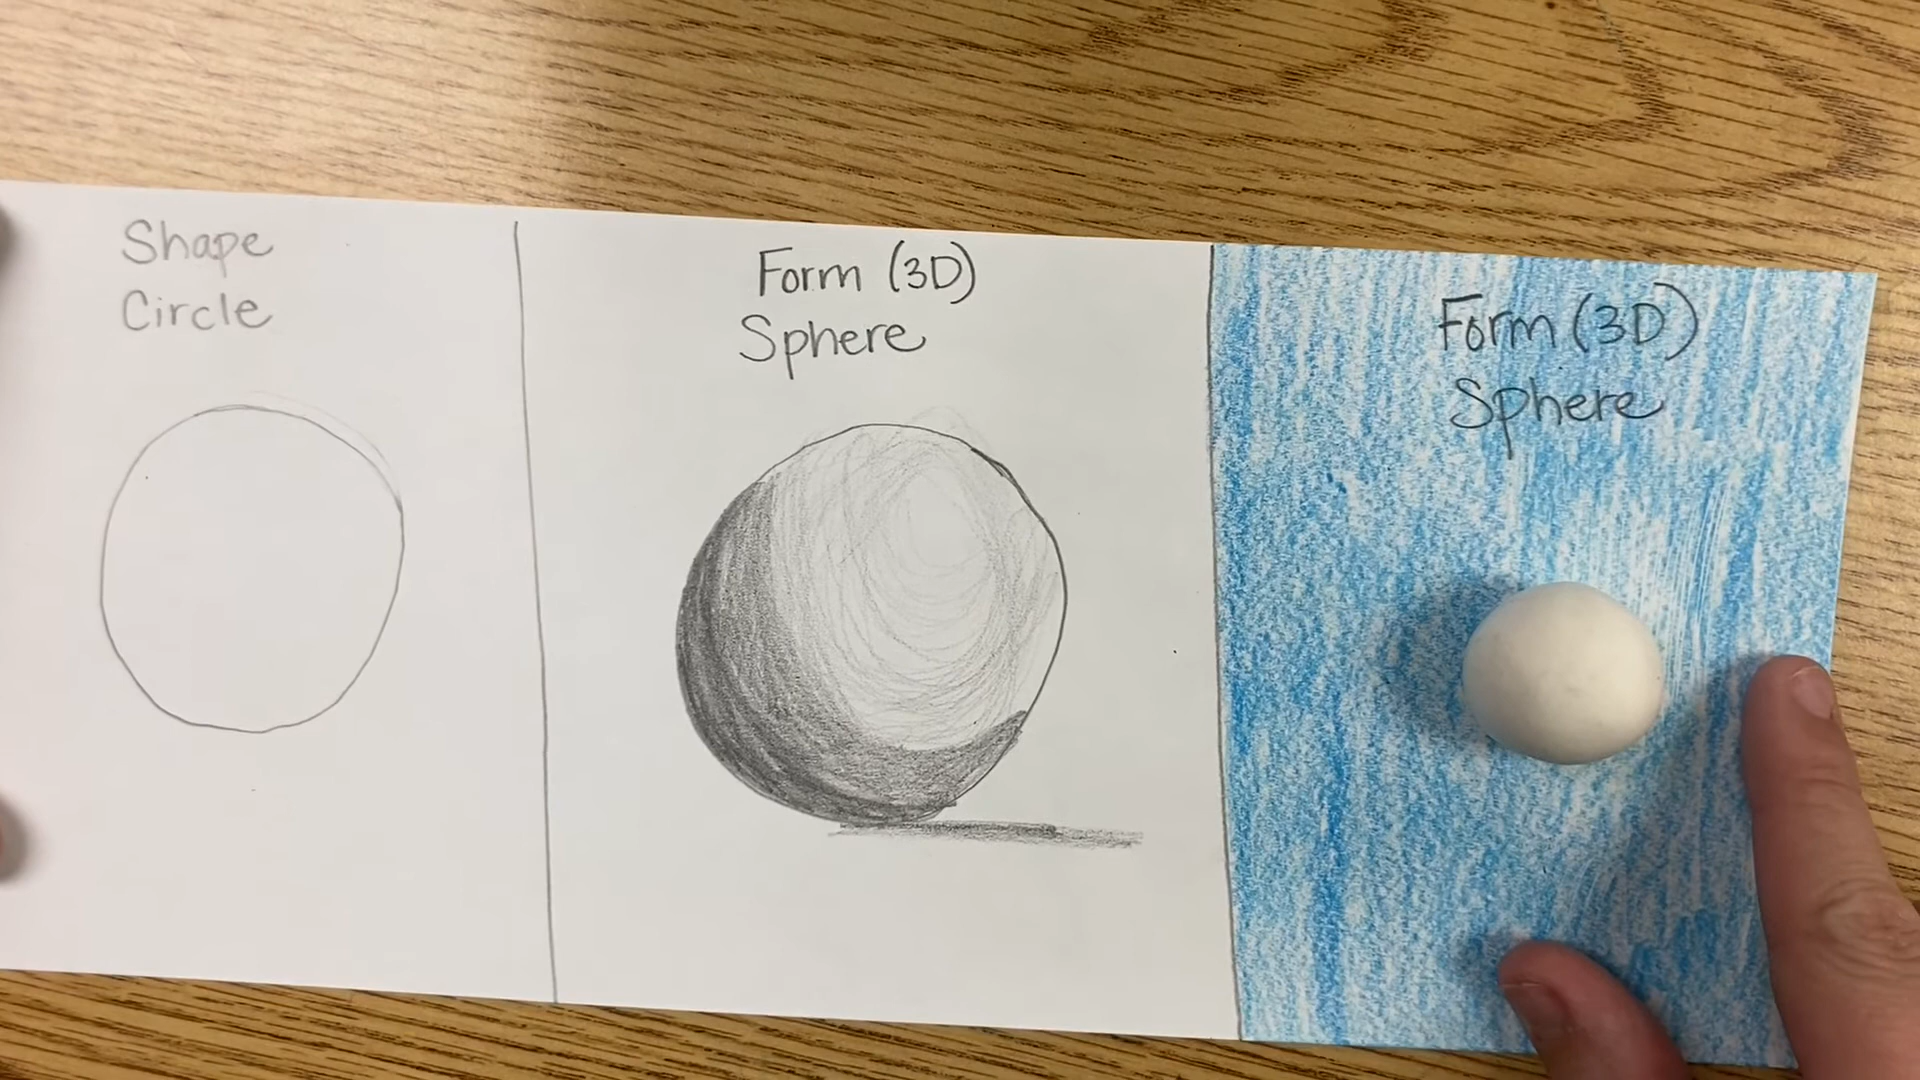 Shape
Circle
Form (3D)
Sphere
Form (3D)
Sphere